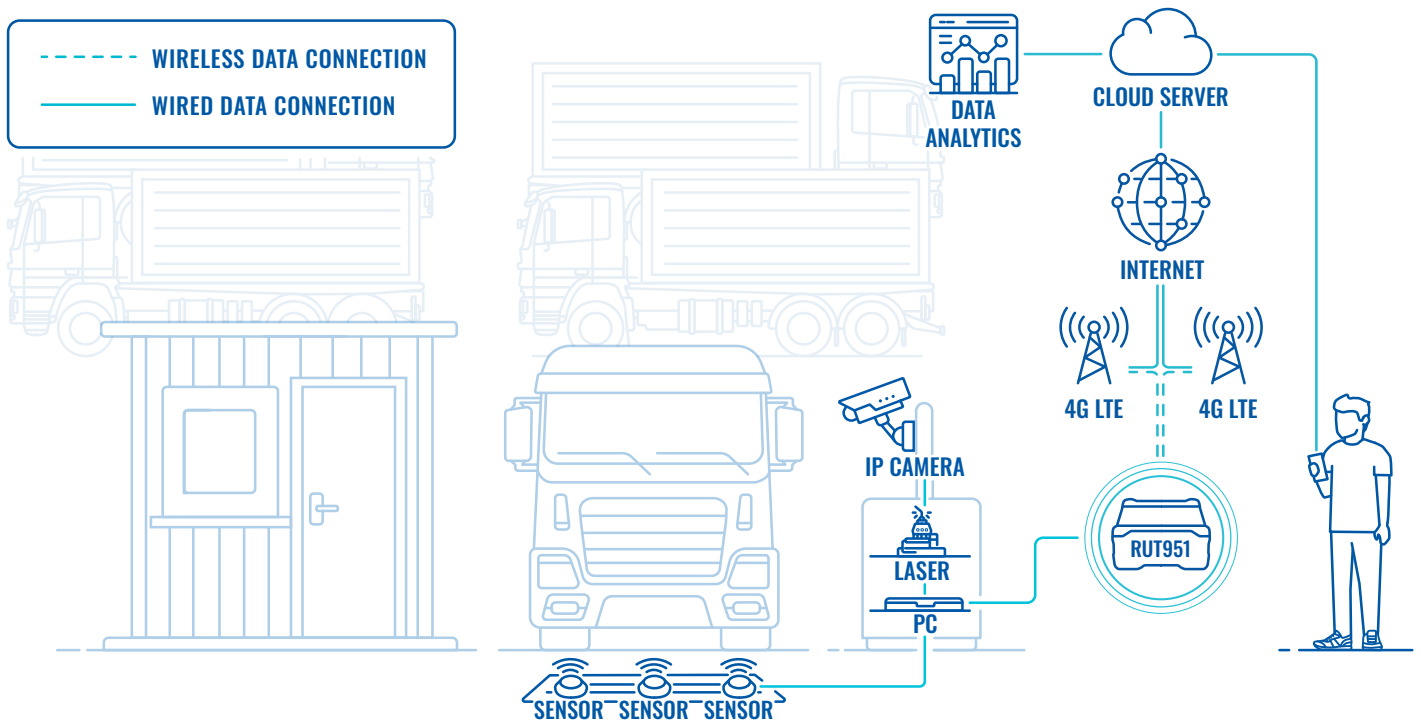 WIRELESS DATA CONNECTION
WIRED DATA CONNECTION
DATA
ANALYTICS
CLOUD SERVER
INTERNET
4G LTE
4G LTE
IP CAMERA
LASER
PC
RUT951
SENSOR SENSOR SENSOR